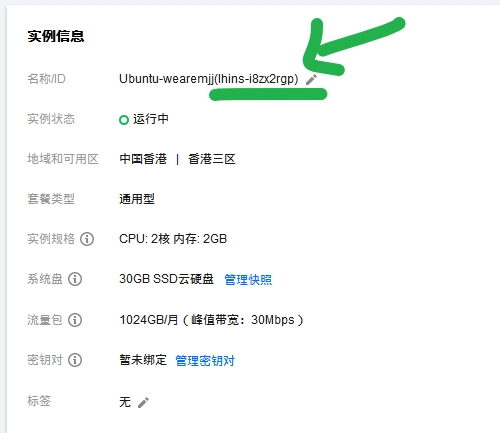 实例信息
名称/ID Ubuntu-wearemjj(lhins-i8zx2rgp)
实例状态 运行中
地域和可用区 中国香港 | 香港三区
套餐类型 通用型
实例规格 CPU: 2核 内存: 2GB
系统盘 30GB SSD云硬盘 管理快照
流量包 1024GB/月（峰值带宽：30Mbps）
密钥对 暂未绑定 管理密钥对
标签 无